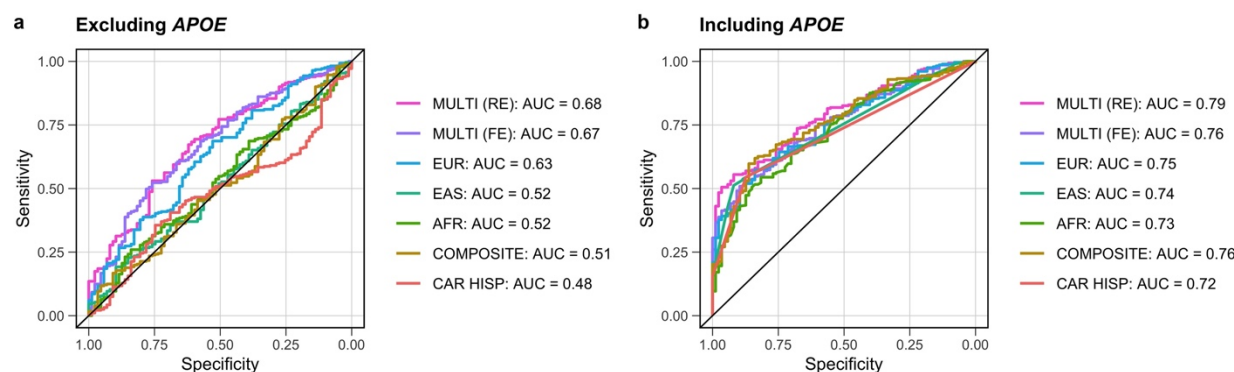 a Excluding APOE
1.00
0.75
0.50
0.25
0.00
Sensitivity
1.00 0.75 0.50 0.25 0.00
Specificity
MULTI (RE): AUC = 0.68
MULTI (FE): AUC = 0.67
EUR: AUC = 0.63
EAS: AUC = 0.52
AFR: AUC = 0.52
COMPOSITE: AUC = 0.51
CAR HISP: AUC = 0.48
b Including APOE
1.00
0.75
0.50
0.25
0.00
Sensitivity
1.00 0.75 0.50 0.25 0.00
Specificity
MULTI (RE): AUC = 0.79
MULTI (FE): AUC = 0.76
EUR: AUC = 0.75
EAS: AUC = 0.74
AFR: AUC = 0.73
COMPOSITE: AUC = 0.76
CAR HISP: AUC = 0.72